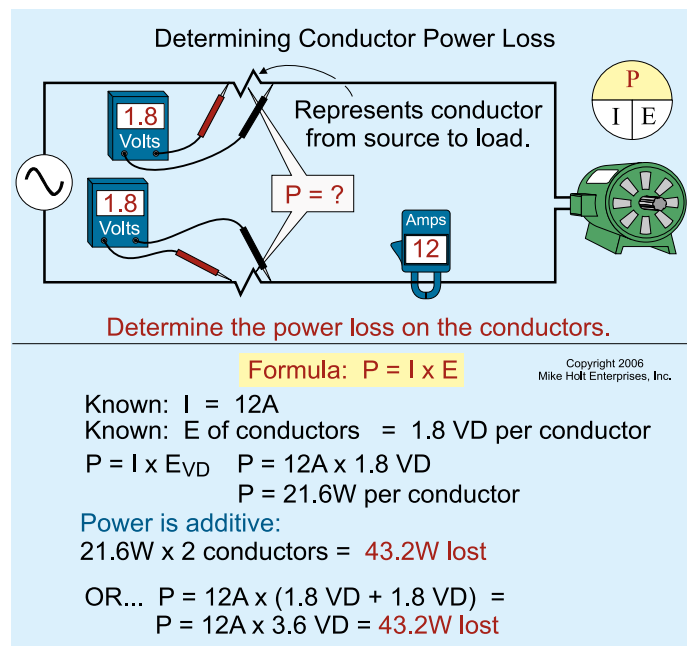 Determining Conductor Power Loss
1.8
Volts
Represents conductor
from source to load.
P
I E
P = ?
1.8
Volts
Amps
12
Determine the power loss on the conductors.
Formula: P = I x E
Copyright 2006
Mike Holt Enterprises, Inc.
Known: I = 12A
Known: E of conductors = 1.8 VD per conductor
P = I x EVD P = 12A x 1.8 VD
P = 21.6W per conductor
Power is additive:
21.6W x 2 conductors = 43.2W lost
OR... P = 12A x (1.8 VD + 1.8 VD) =
P = 12A x 3.6 VD = 43.2W lost